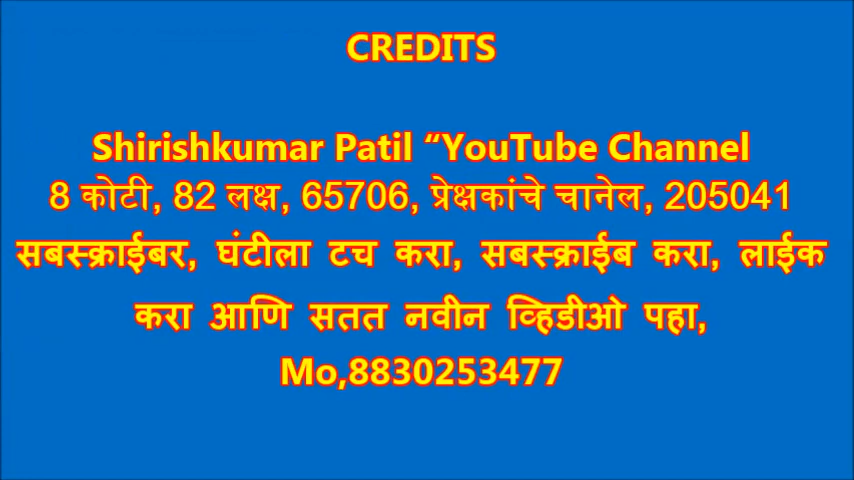 CREDITS
Shirishkumar Patil “YouTube Channel
8 कोटी, 82 लक्ष, 65706, प्रेक्षकांचे चानेल, 205041
सबस्क्राईबर, घंटीला टच करा, सबस्क्राईब करा, लाईक
करा आणि सतत नवीन व्हिडीओ पहा,
Mo,8830253477